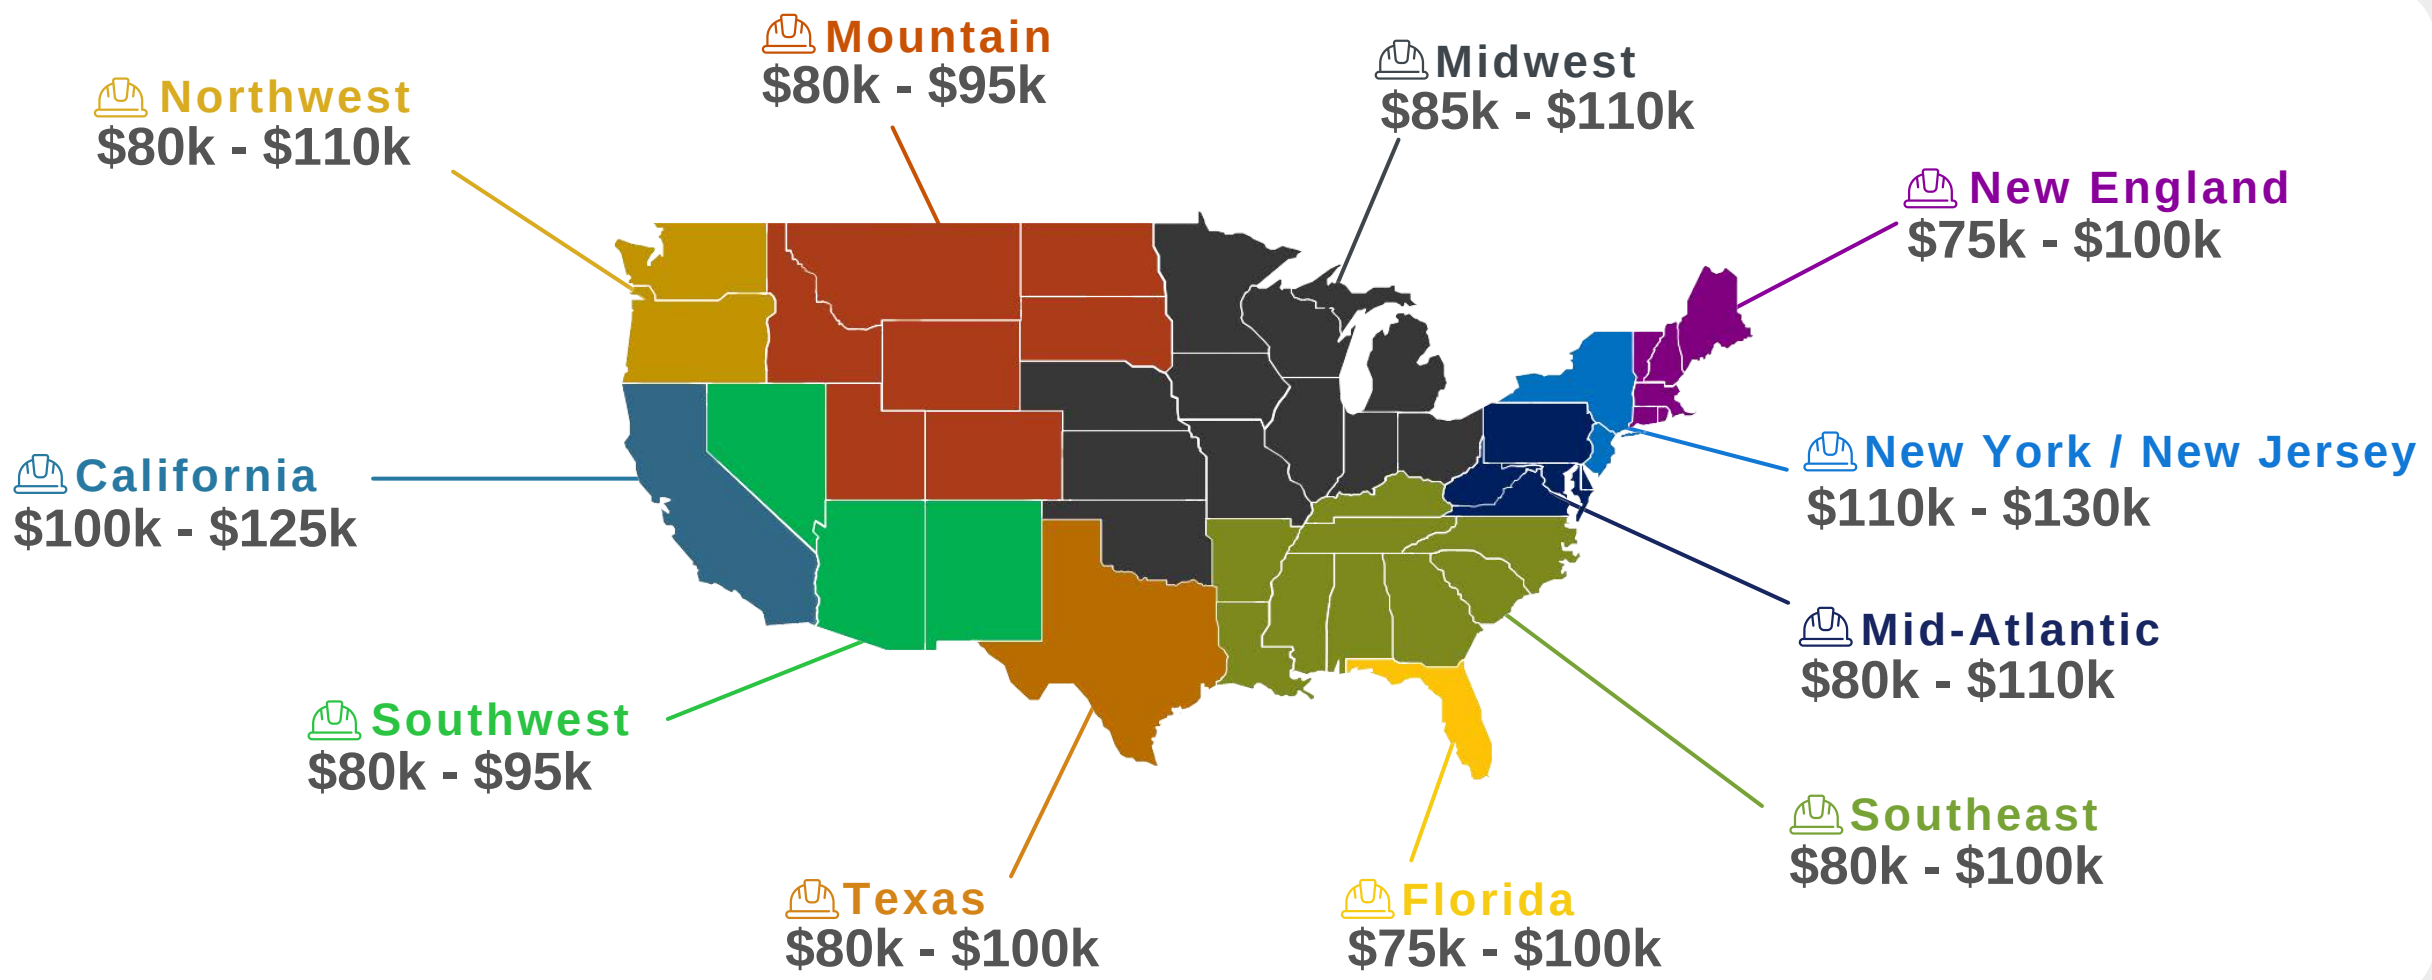 Mountain
$80k - $95k
Midwest
$85k - $110k
Northwest
$80k - $110k
New England
$75k - $100k
California
$100k - $125k
New York / New Jersey
$110k - $130k
Mid-Atlantic
$80k - $110k
Southwest
$80k - $95k
Southeast
$80k - $100k
Texas
$80k - $100k
Florida
$75k - $100k